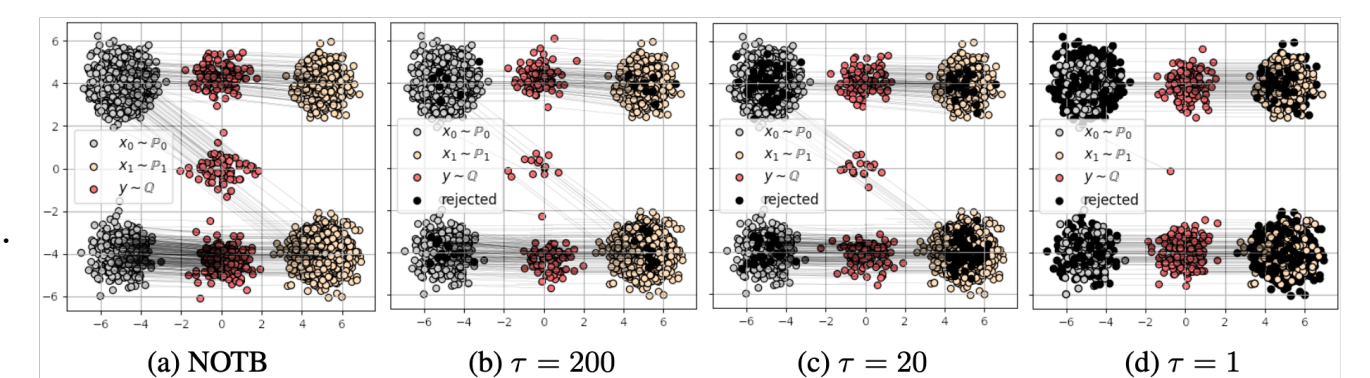 6
4
2
0
−2
−4
−6
x₀ ~ ℙ₀
x₁ ~ ℙ₁
y ~ ℚ
−6 −4 −2 0 2 4 6
(a) NOTB
x₀ ~ ℙ₀
x₁ ~ ℙ₁
y ~ ℚ
rejected
−6 −4 −2 0 2 4 6
(b) τ = 200
x₀ ~ ℙ₀
x₁ ~ ℙ₁
y ~ ℚ
rejected
−6 −4 −2 0 2 4 6
(c) τ = 20
x₀ ~ ℙ₀
x₁ ~ ℙ₁
y ~ ℚ
rejected
−6 −4 −2 0 2 4 6
(d) τ = 1